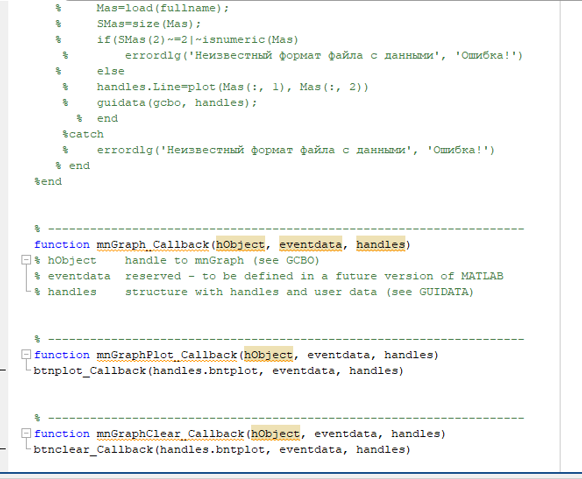 %     Mas=load(fullname);
%     SMas=size(Mas);
%     if(SMas(2)~=2|~isnumeric(Mas)
%         errordlg('Неизвестный формат файла с данными', 'Ошибка!')
%     else
%     handles.Line=plot(Mas(:, 1), Mas(:, 2))
%     guidata(gcbo, handles);
%  end
%catch
%     errordlg('Неизвестный формат файла с данными', 'Ошибка!')
% end
%end
% --------------------------------------------------------------------
function mnGraph_Callback(hObject, eventdata, handles)
% hObject    handle to mnGraph (see GCBO)
% eventdata  reserved - to be defined in a future version of MATLAB
% handles    structure with handles and user data (see GUIDATA)
% --------------------------------------------------------------------
function mnGraphPlot_Callback(hObject, eventdata, handles)
btnplot_Callback(handles.bntplot, eventdata, handles)
% --------------------------------------------------------------------
function mnGraphClear_Callback(hObject, eventdata, handles)
btnclear_Callback(handles.bntplot, eventdata, handles)